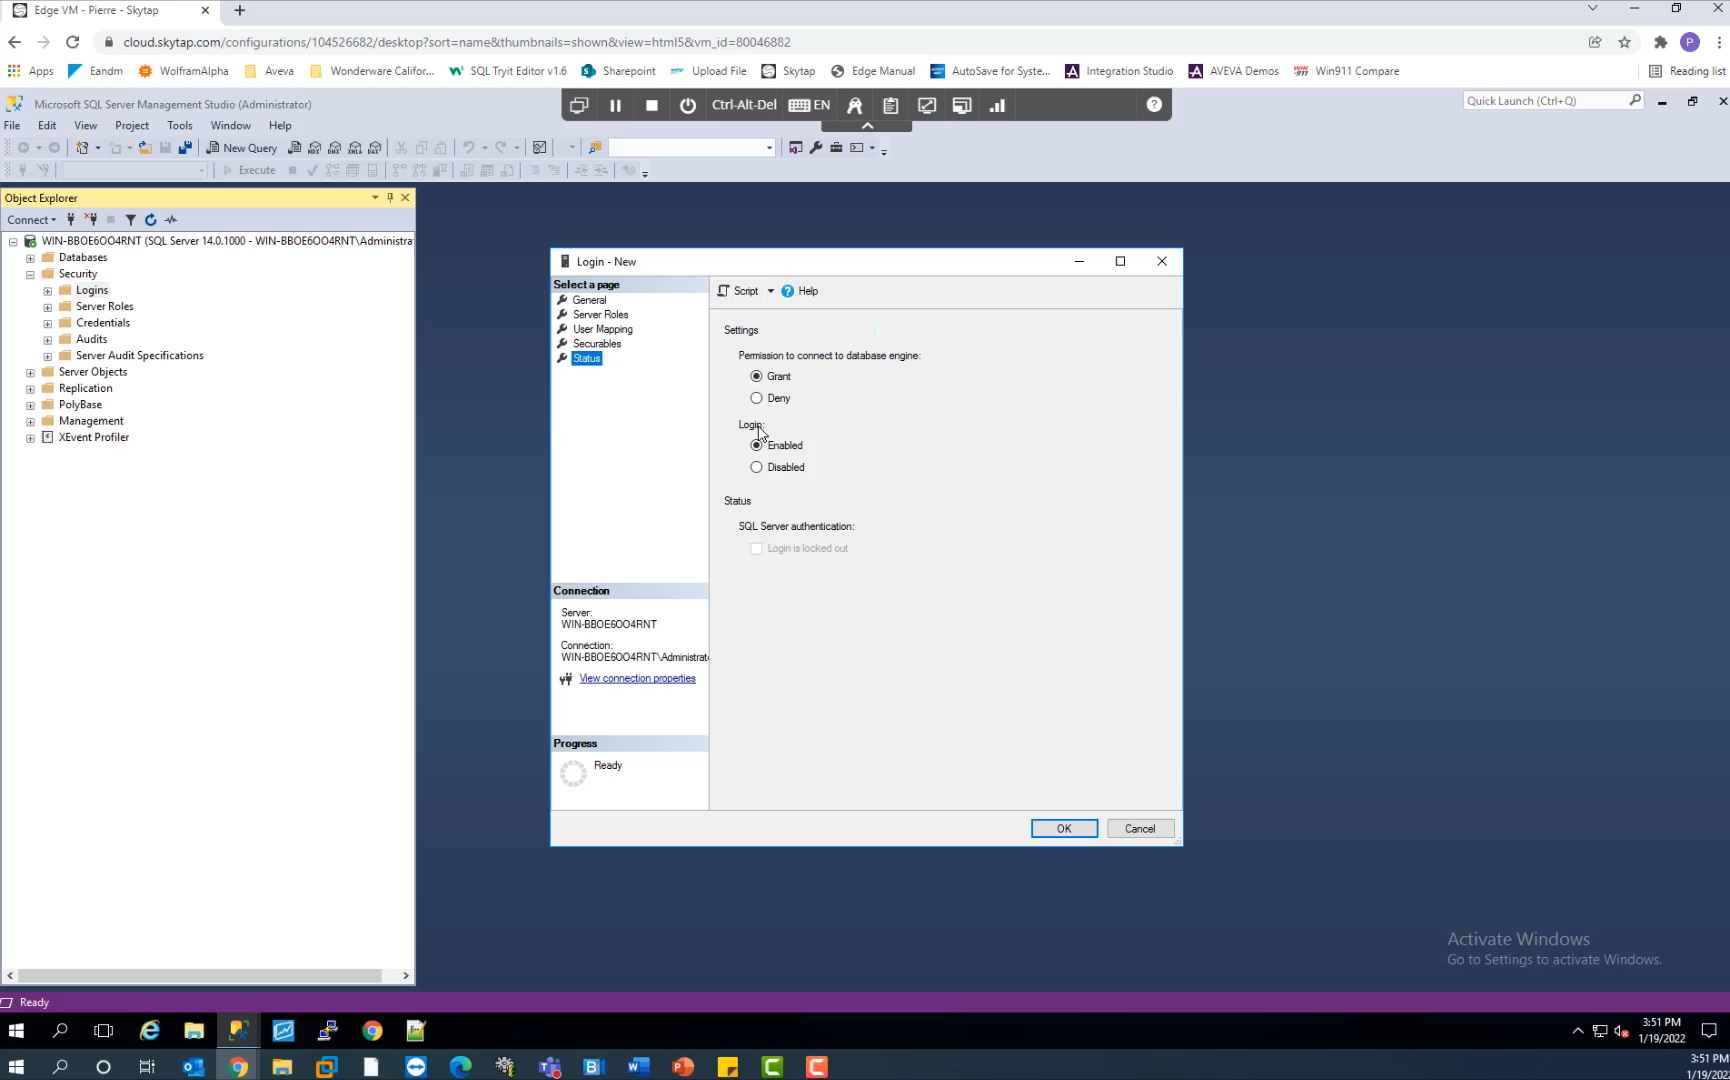 Edge VM - Pierre - Skytap
cloud.skytap.com/configurations/104526682/desktop?sort=name&thumbnails=shown&view=html5&vm_id=80046882
P
Apps
Eandm
WolframAlpha
Aveva
Wonderware Califor...
SQL Tryit Editor v1.6
Sharepoint
Upload File
Skytap
Edge Manual
AutoSave for Syste...
Integration Studio
AVEVA Demos
Win911 Compare
Reading list
Microsoft SQL Server Management Studio (Administrator)
Ctrl-Alt-Del
EN
Quick Launch (Ctrl+Q)
File
Edit
View
Project
Tools
Window
Help
New Query
Execute
Object Explorer
Connect
WIN-BBOE6OO4RNT (SQL Server 14.0.1000 - WIN-BBOE6OO4RNT\Administra
Databases
Security
Logins
Server Roles
Credentials
Audits
Server Audit Specifications
Server Objects
Replication
PolyBase
Management
XEvent Profiler
Login - New
Select a page
General
Server Roles
User Mapping
Securables
Status
Script
Help
Settings
Permission to connect to database engine:
Grant
Deny
Login:
Enabled
Disabled
Status
SQL Server authentication:
Login is locked out
Connection
Server:
WIN-BBOE6OO4RNT
Connection:
WIN-BBOE6OO4RNT\Administrato
View connection properties
Progress
Ready
OK
Cancel
Activate Windows
Go to Settings to activate Windows.
Ready
3:51 PM
1/19/2022
3:51 PM
1/19/202